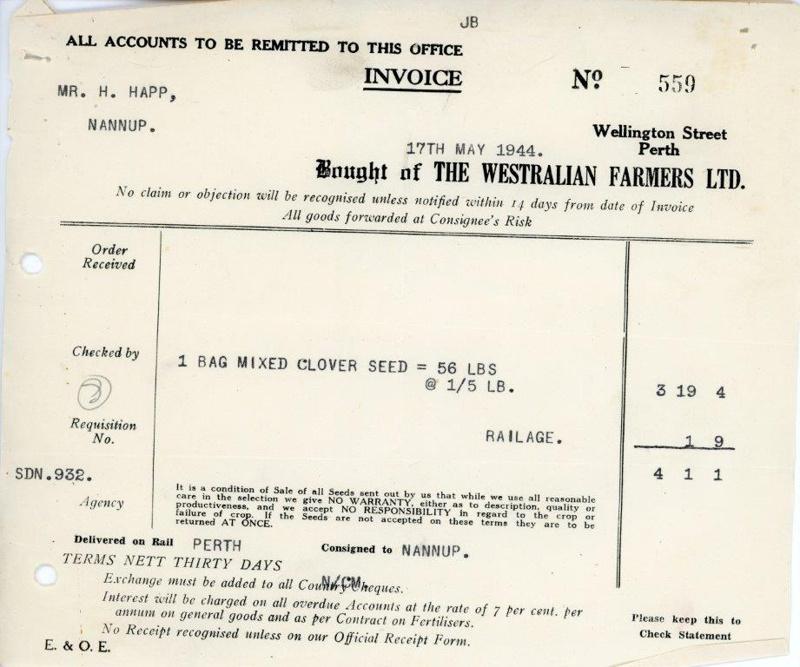 JB
ALL ACCOUNTS TO BE REMITTED TO THIS OFFICE
INVOICE
No. 559
MR. H. HAPP,
NANNUP.
Wellington Street
Perth
17TH MAY 1944.
Bought of THE WESTRALIAN FARMERS LTD.
No claim or objection will be recognised unless notified within 14 days from date of Invoice
All goods forwarded at Consignee's Risk
Order
Received
Checked by
1 BAG MIXED CLOVER SEED = 56 LBS
@ 1/5 LB.
3 19 4
2
Requisition
No.
RAILAGE.
1 9
SDN.932.
4 1 1
Agency
It is a condition of Sale of all Seeds sent out by us that while we use all reasonable
care in the selection we give NO WARRANTY, either as to description, quality or
productiveness, and we accept NO RESPONSIBILITY in regard to the crop or
failure of crop. If the Seeds are not accepted on these terms they are to be
returned AT ONCE.
Delivered on Rail PERTH Consigned to NANNUP.
TERMS NETT THIRTY DAYS
N/CM.
Exchange must be added to all Country Cheques.
Interest will be charged on all overdue Accounts at the rate of 7 per cent. per
annum on general goods and as per Contract on Fertilisers.
No Receipt recognised unless on our Official Receipt Form.
E. & O. E.
Please keep this to
Check Statement